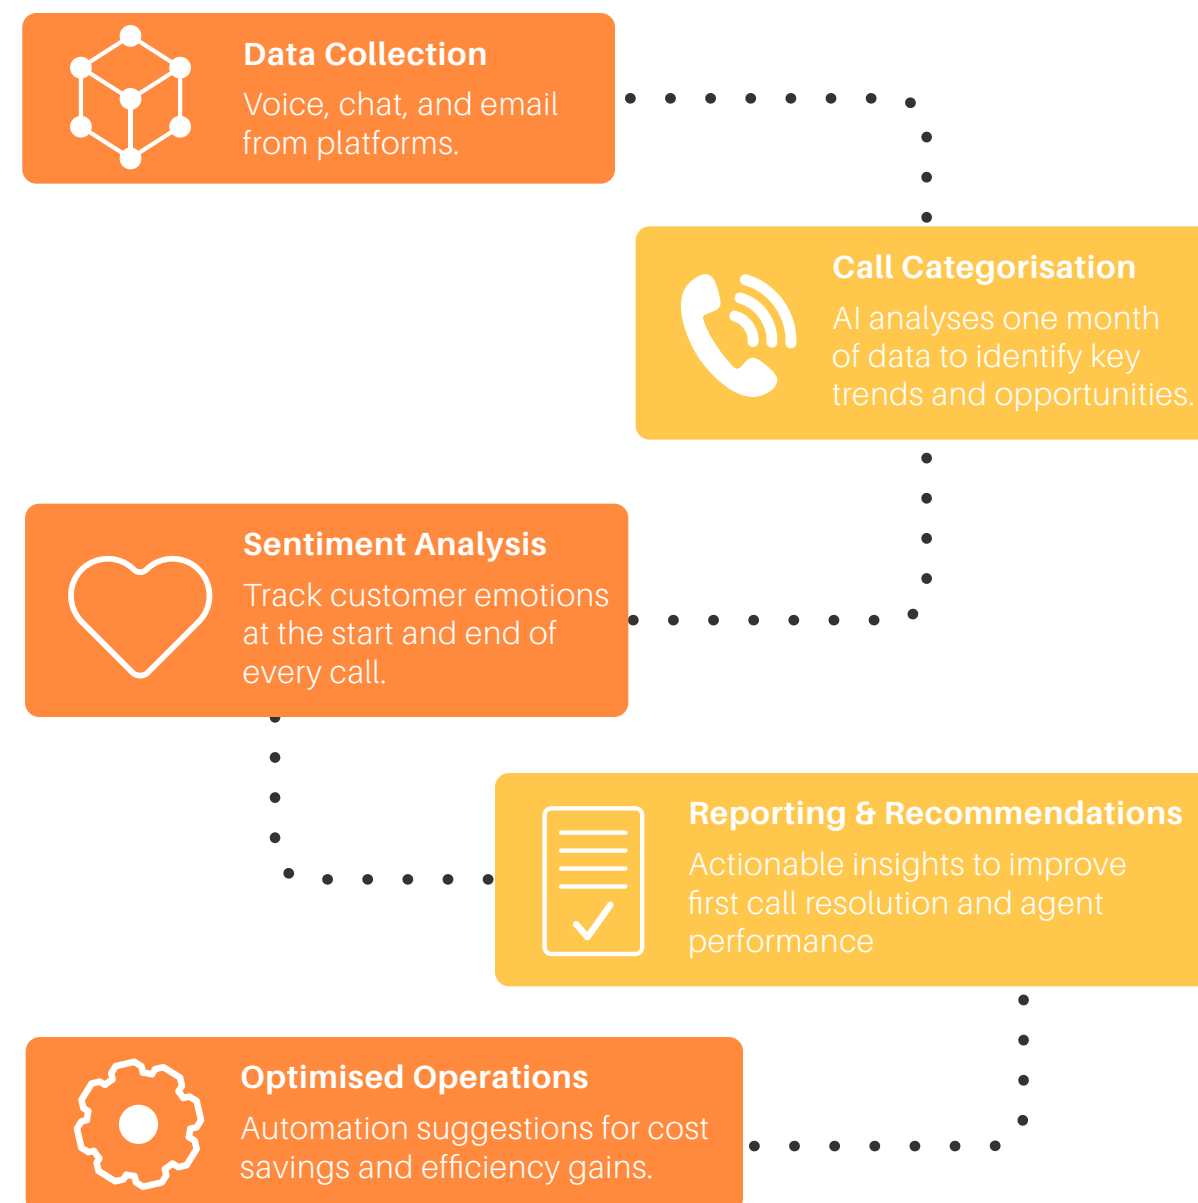 Data Collection
Voice, chat, and email
from platforms.
Call Categorisation
AI analyses one month
of data to identify key
trends and opportunities.
Sentiment Analysis
Track customer emotions
at the start and end of
every call.
Reporting & Recommendations
Actionable insights to improve
first call resolution and agent
performance
Optimised Operations
Automation suggestions for cost
savings and efficiency gains.